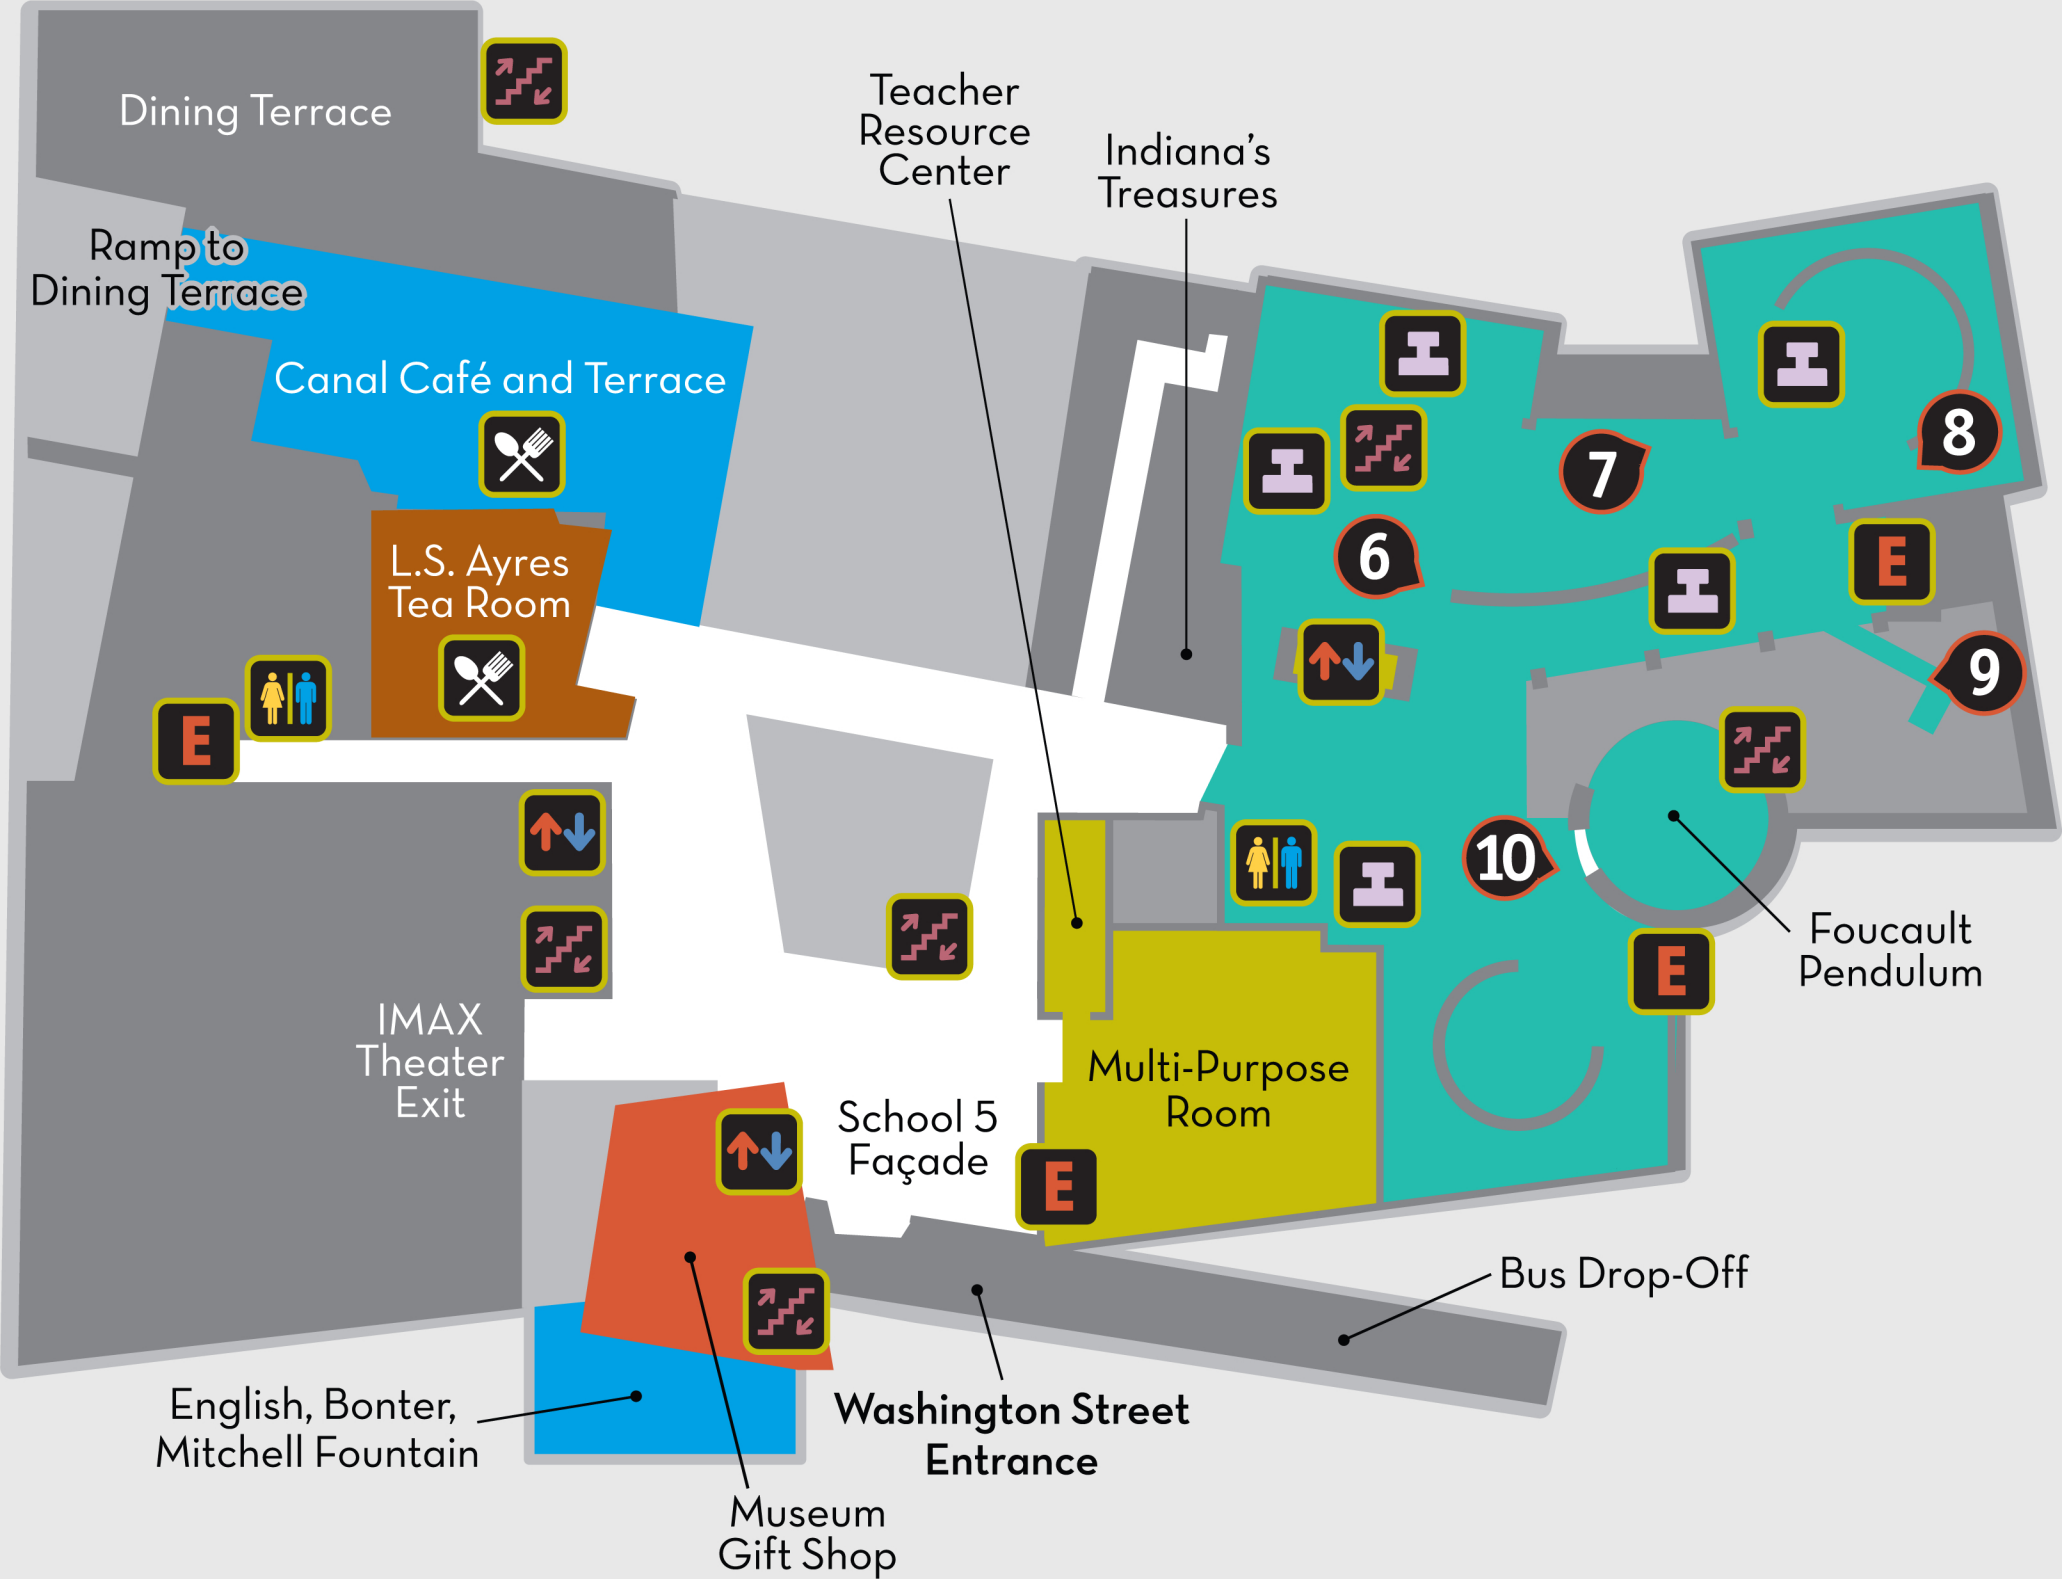 Dining Terrace
Teacher
Resource
Center
Indiana's
Treasures
Ramp to
Dining Terrace
Canal Café and Terrace
8
7
6
E
L.S. Ayres
Tea Room
9
E
10
Foucault
Pendulum
E
IMAX
Theater
Exit
Multi-Purpose
Room
School 5
Façade
E
Bus Drop-Off
English, Bonter,
Mitchell Fountain
Washington Street
Entrance
Museum
Gift Shop